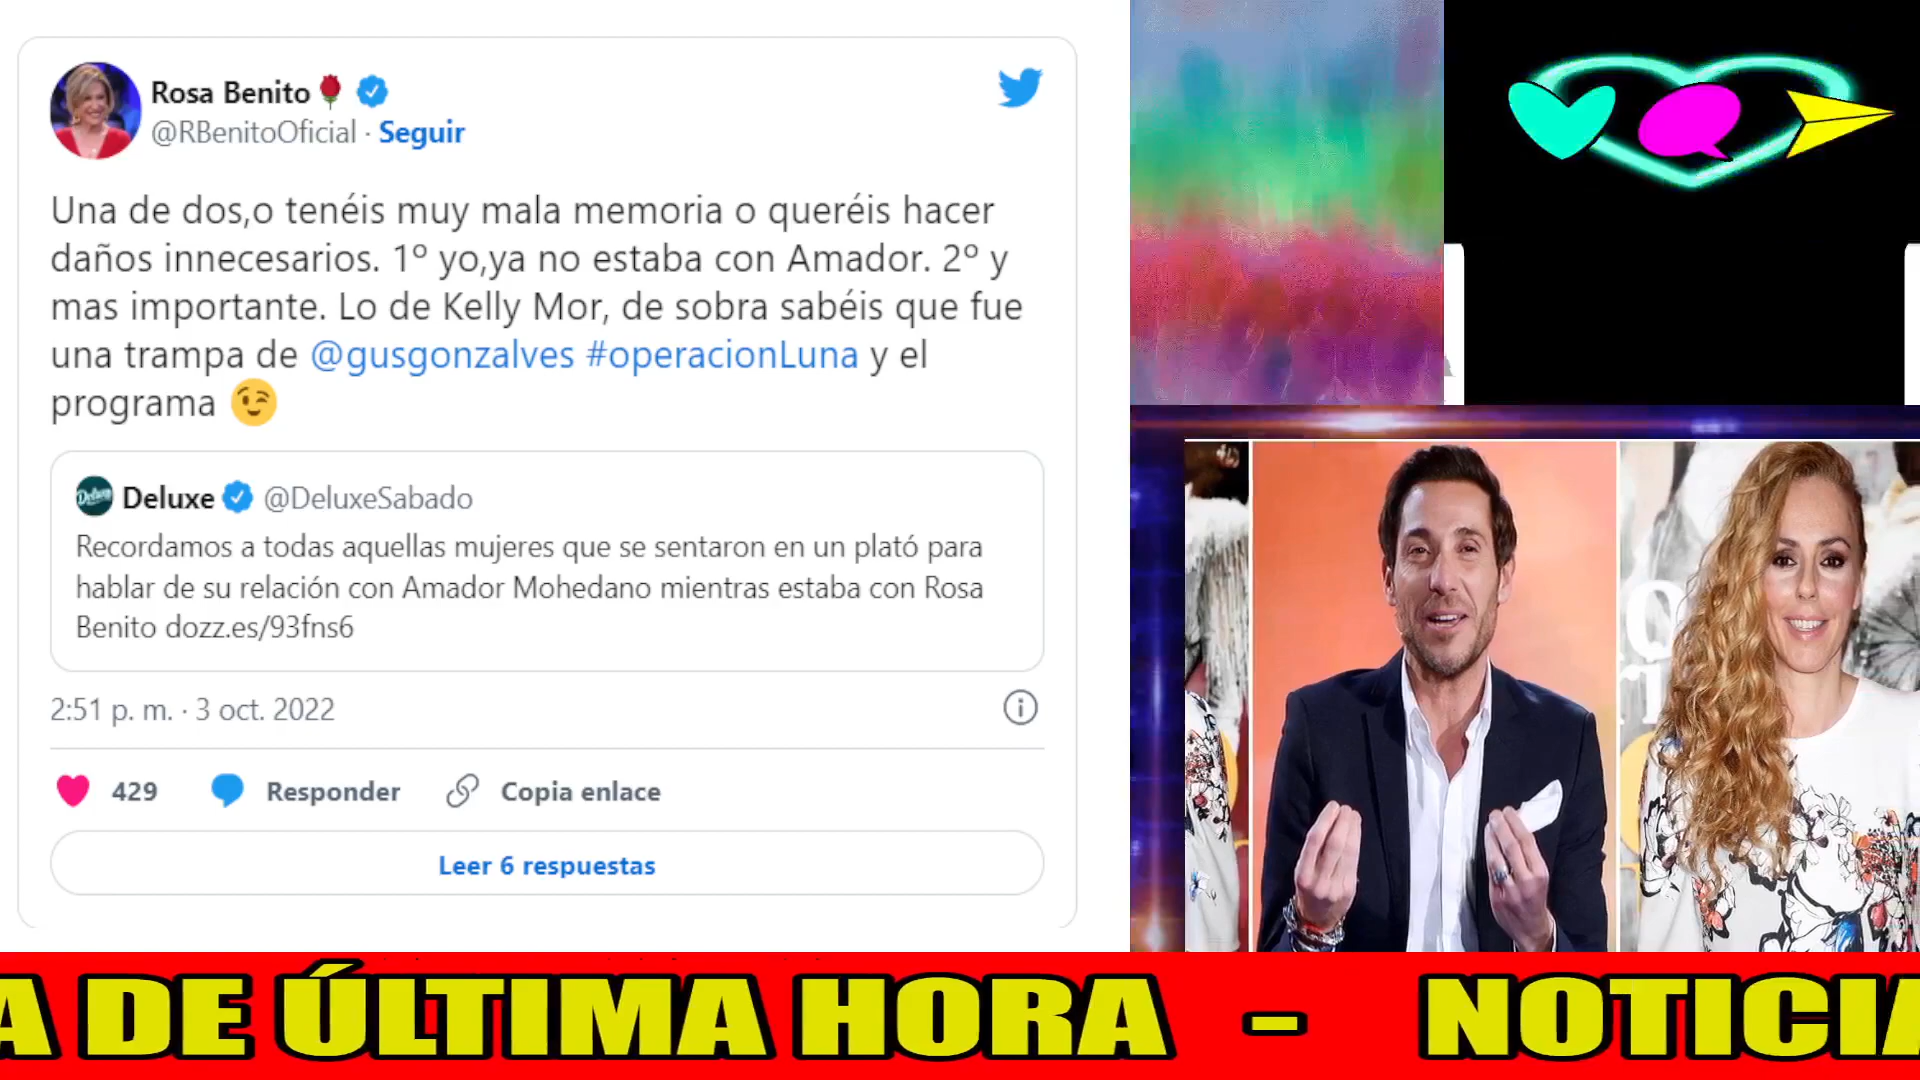 Rosa Benito
@RBenitoOficial · Seguir
Una de dos,o tenéis muy mala memoria o queréis hacer
daños innecesarios. 1º yo,ya no estaba con Amador. 2º y
mas importante. Lo de Kelly Mor, de sobra sabéis que fue
una trampa de @gusgonzalves #operacionLuna y el
programa 😉
Deluxe @DeluxeSabado
Recordamos a todas aquellas mujeres que se sentaron en un plató para
hablar de su relación con Amador Mohedano mientras estaba con Rosa
Benito dozz.es/93fns6
2:51 p. m. · 3 oct. 2022
429 Responder Copia enlace
Leer 6 respuestas
A DE ÚLTIMA HORA - NOTICIA